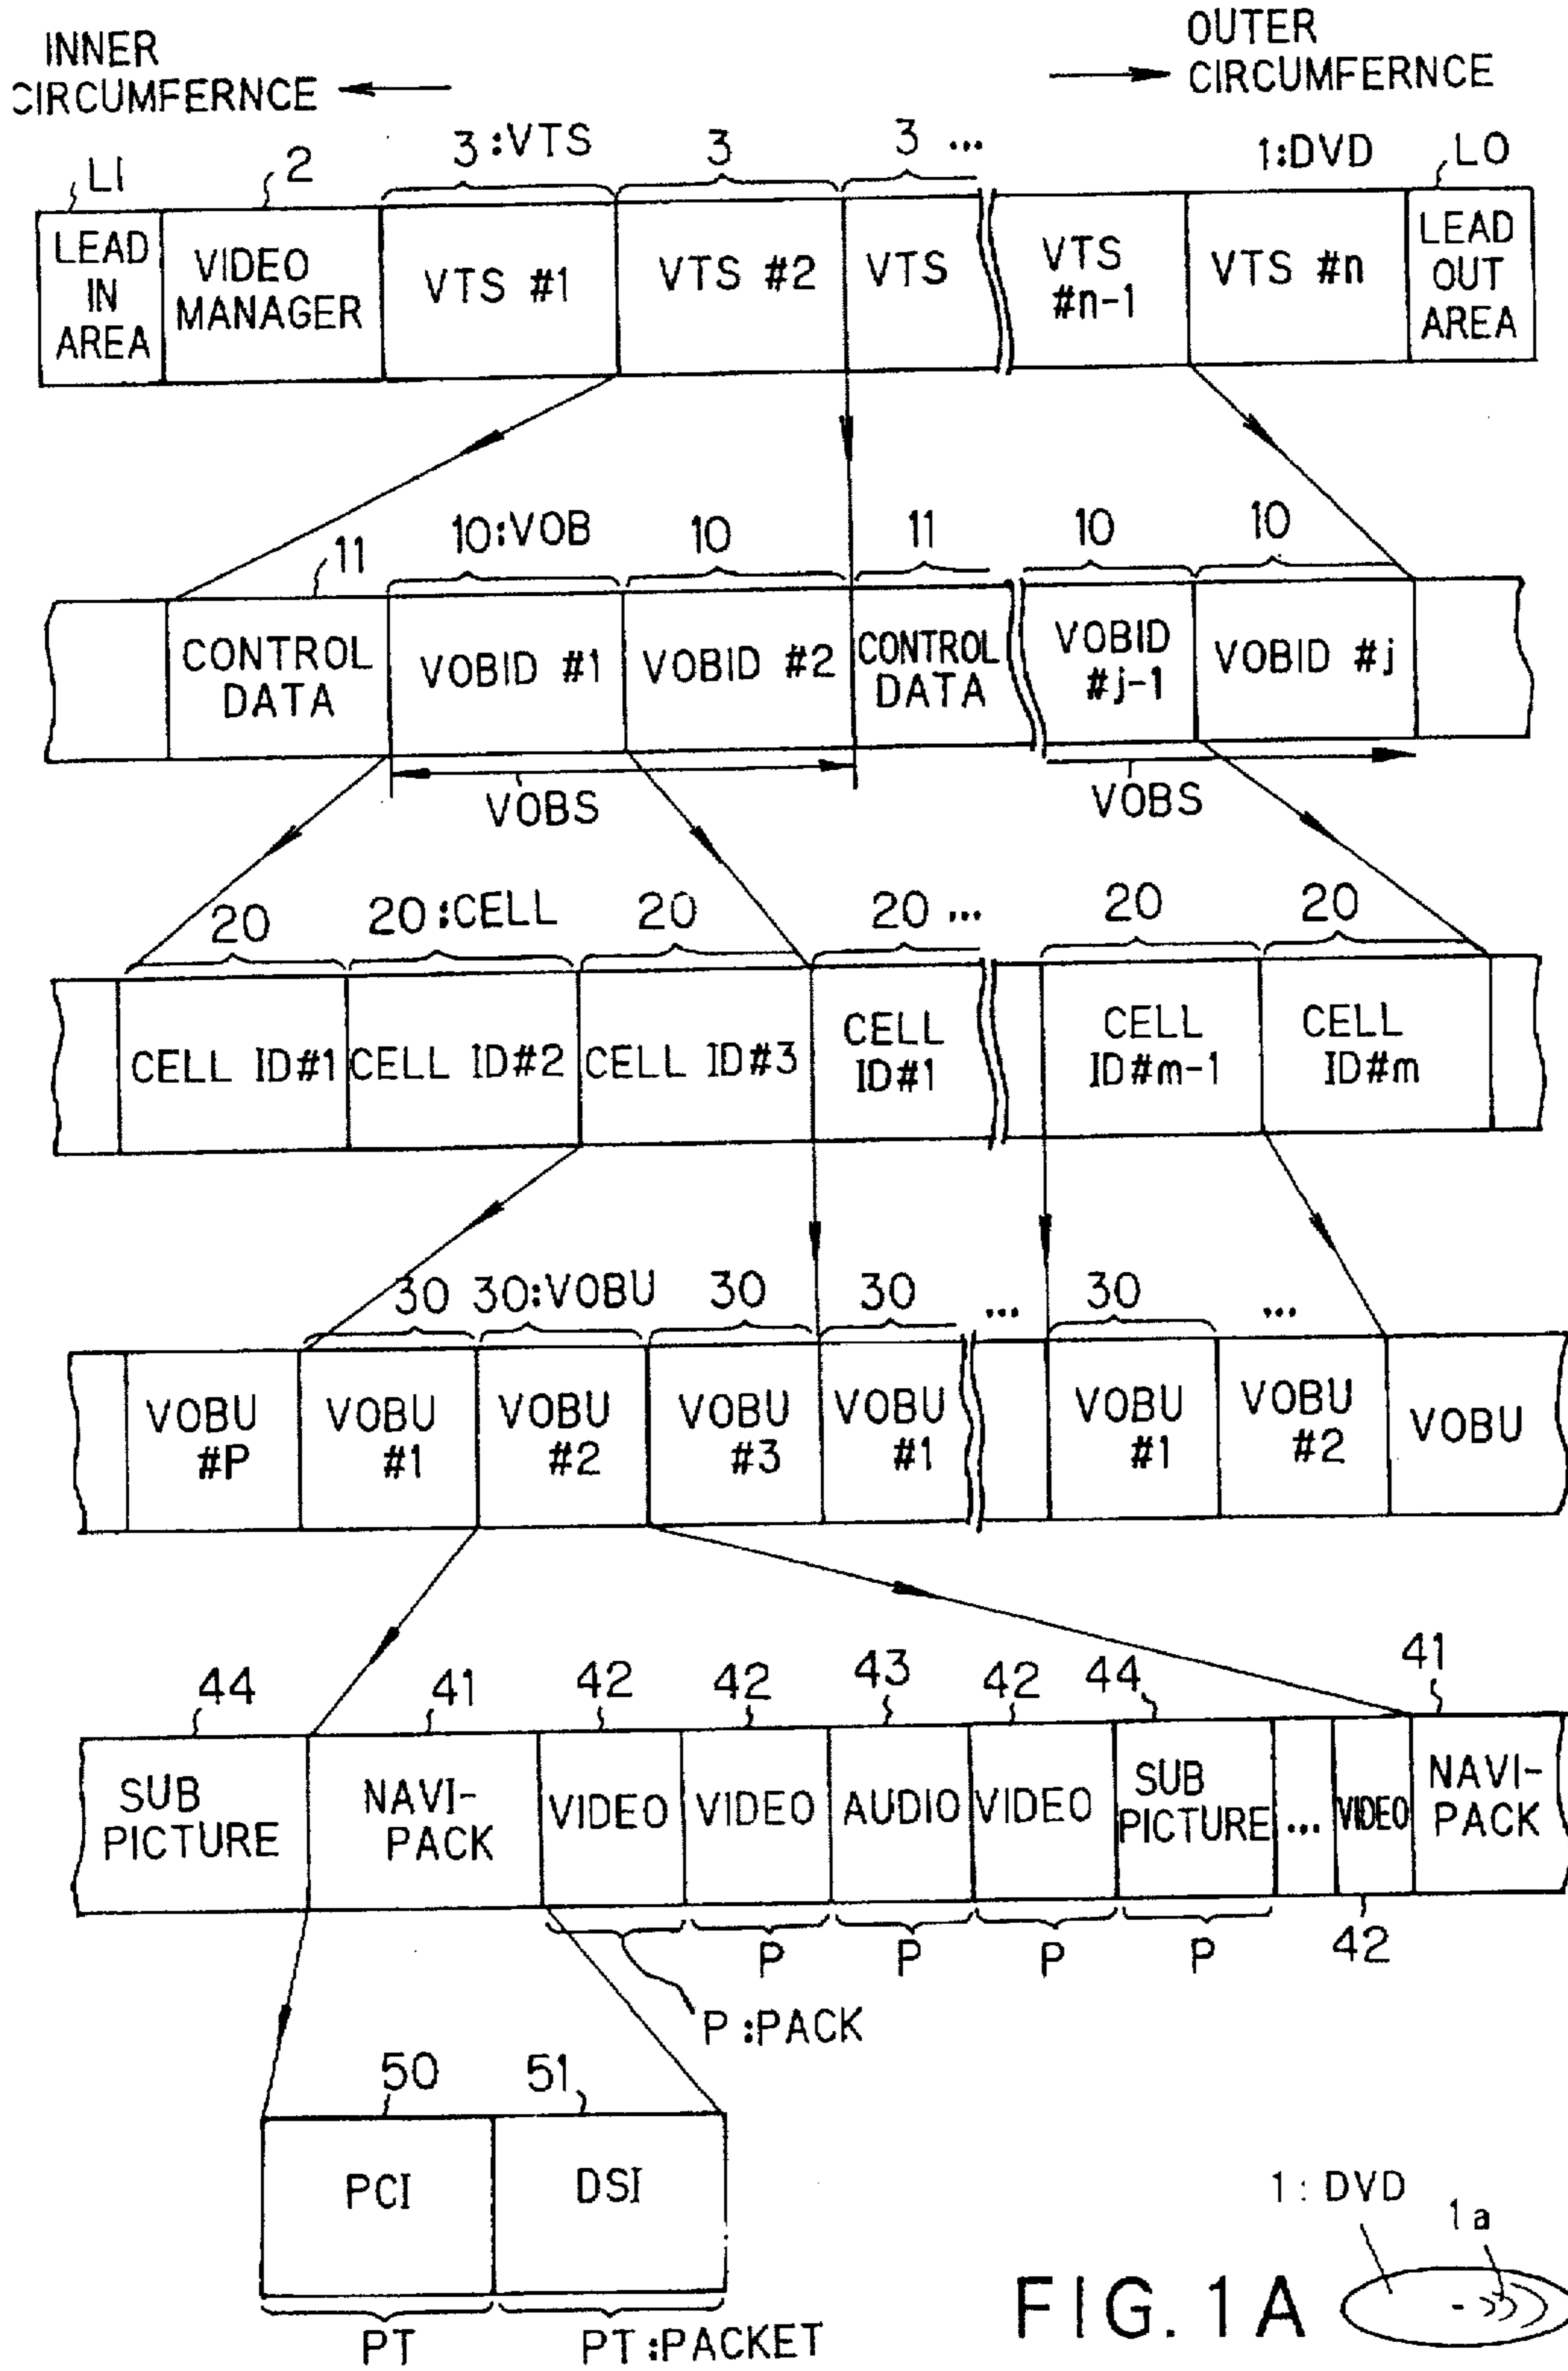 INNER
CIRCUMFERNCE
OUTER
CIRCUMFERNCE
LI
2
3:VTS
3
3 ...
1:DVD
LO
LEAD
IN
AREA
VIDEO
MANAGER
VTS #1
VTS #2
VTS
VTS
#n-1
VTS #n
LEAD
OUT
AREA
11
10:VOB
10
11
10
10
CONTROL
DATA
VOBID #1
VOBID #2
CONTROL
DATA
VOBID
#j-1
VOBID #j
VOBS
VOBS
20
20:CELL
20
20 ...
20
20
CELL ID#1
CELL ID#2
CELL ID#3
CELL
ID#1
CELL
ID#m-1
CELL
ID#m
30
30:VOBU
30
30
...
30
...
VOBU
#P
VOBU
#1
VOBU
#2
VOBU
#3
VOBU
#1
VOBU
#1
VOBU
#2
VOBU
44
41
42
42
43
42
44
41
SUB
PICTURE
NAVI-
PACK
VIDEO
VIDEO
AUDIO
VIDEO
SUB
PICTURE
...
VIDEO
NAVI-
PACK
P
P
P
P
42
P:PACK
50
51
PCI
DSI
PT
PT:PACKET
1: DVD
1a
FIG. 1A